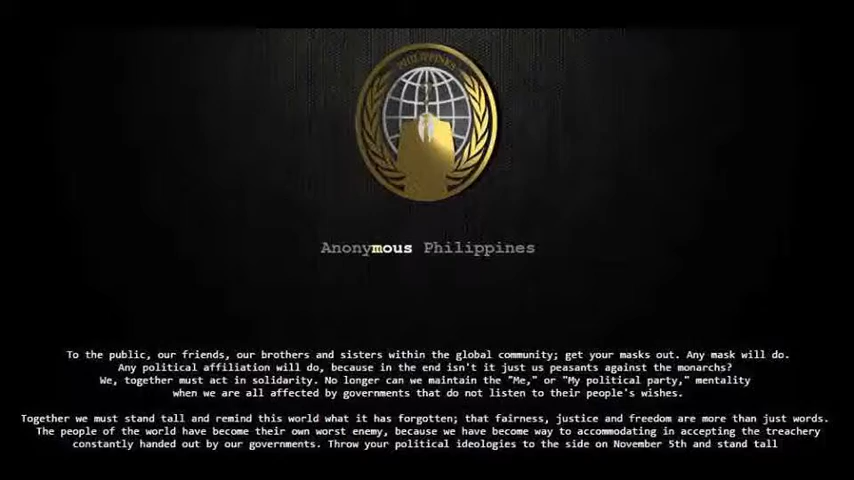 PHILIPPINES
Anonymous Philippines
To the public, our friends, our brothers and sisters within the global community; get your masks out. Any mask will do.
Any political affiliation will do, because in the end isn't it just us peasants against the monarchs?
We, together must act in solidarity. No longer can we maintain the "Me," or "My political party," mentality
when we are all affected by governments that do not listen to their people's wishes.
Together we must stand tall and remind this world what it has forgotten; that fairness, justice and freedom are more than just words.
The people of the world have become their own worst enemy, because we have become way to accommodating in accepting the treachery
constantly handed out by our governments. Throw your political ideologies to the side on November 5th and stand tall